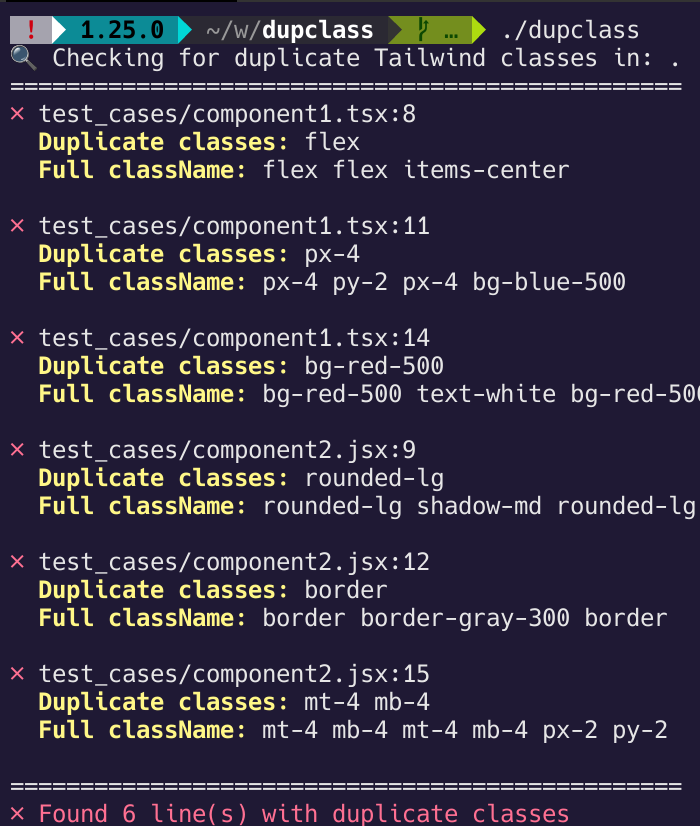 ! 1.25.0 ~/w/dupclass … ./dupclass
🔍 Checking for duplicate Tailwind classes in: .
================================================
✕ test_cases/component1.tsx:8
Duplicate classes: flex
Full className: flex flex items-center
✕ test_cases/component1.tsx:11
Duplicate classes: px-4
Full className: px-4 py-2 px-4 bg-blue-500
✕ test_cases/component1.tsx:14
Duplicate classes: bg-red-500
Full className: bg-red-500 text-white bg-red-500
✕ test_cases/component2.jsx:9
Duplicate classes: rounded-lg
Full className: rounded-lg shadow-md rounded-lg
✕ test_cases/component2.jsx:12
Duplicate classes: border
Full className: border border-gray-300 border
✕ test_cases/component2.jsx:15
Duplicate classes: mt-4 mb-4
Full className: mt-4 mb-4 mt-4 mb-4 px-2 py-2
================================================
✕ Found 6 line(s) with duplicate classes